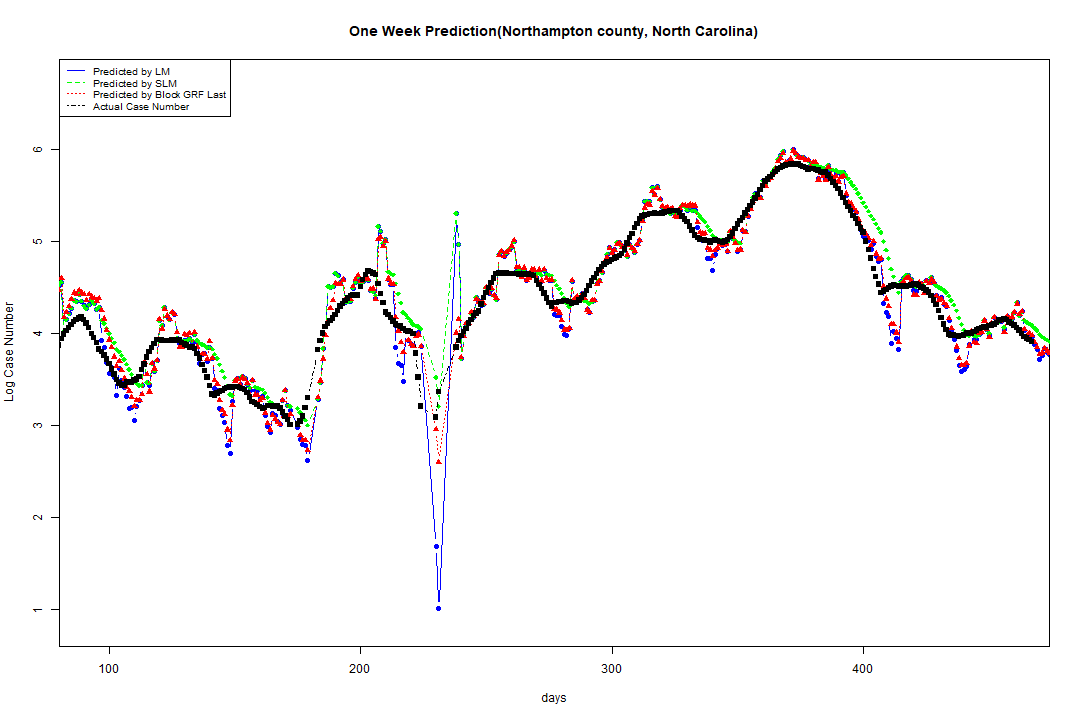 One Week Prediction(Northampton county, North Carolina)
Predicted by LM
Predicted by SLM
Predicted by Block GRF Last
Actual Case Number
6
5
4
3
2
1
Log Case Number
100 200 300 400
days